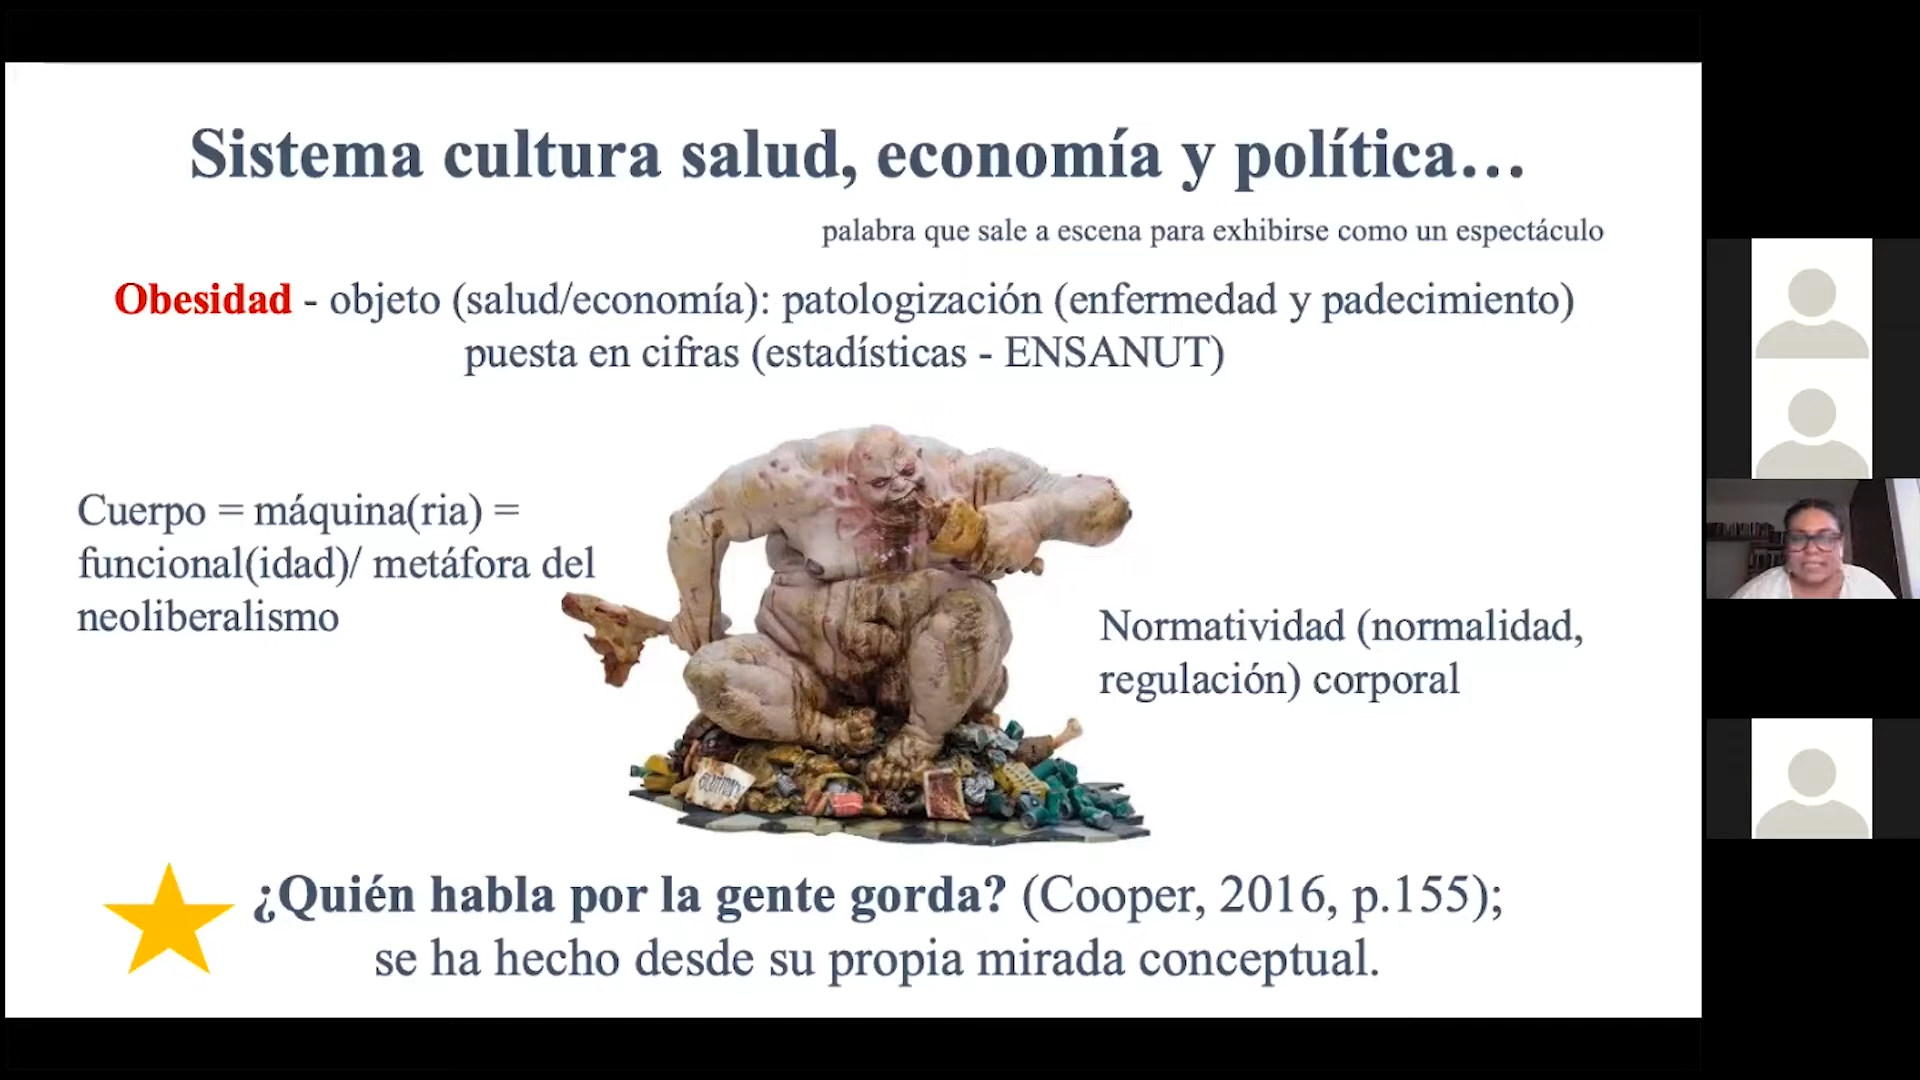 Sistema cultura salud, economía y política…
palabra que sale a escena para exhibirse como un espectáculo
Obesidad - objeto (salud/economía): patologización (enfermedad y padecimiento)
puesta en cifras (estadísticas - ENSANUT)
Cuerpo = máquina(ria) =
funcional(idad)/ metáfora del
neoliberalismo
Normatividad (normalidad,
regulación) corporal
GLUTTONY
¿Quién habla por la gente gorda? (Cooper, 2016, p.155);
se ha hecho desde su propia mirada conceptual.